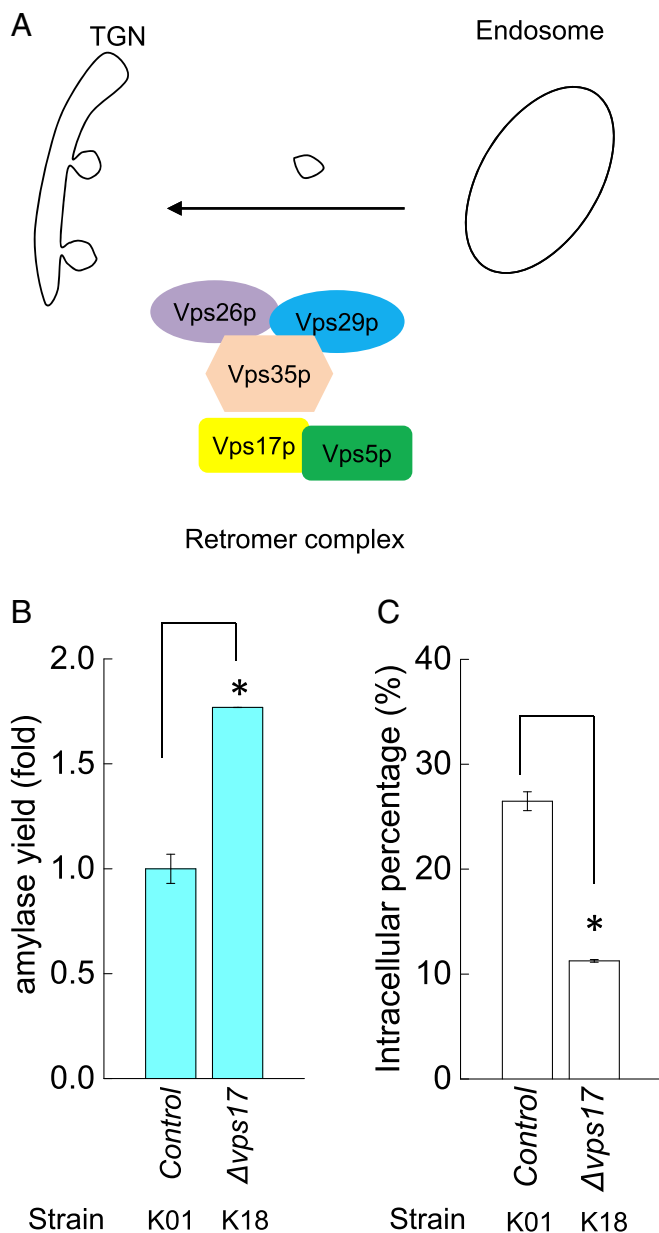 A
TGN
Endosome
Vps26p
Vps29p
Vps35p
Vps17p
Vps5p
Retromer complex
B
amylase yield (fold)
2.0
1.5
1.0
0.5
0.0
*
Control
Δvps17
Strain K01 K18
C
Intracellular percentage (%)
40
30
20
10
0
*
Control
Δvps17
Strain K01 K18